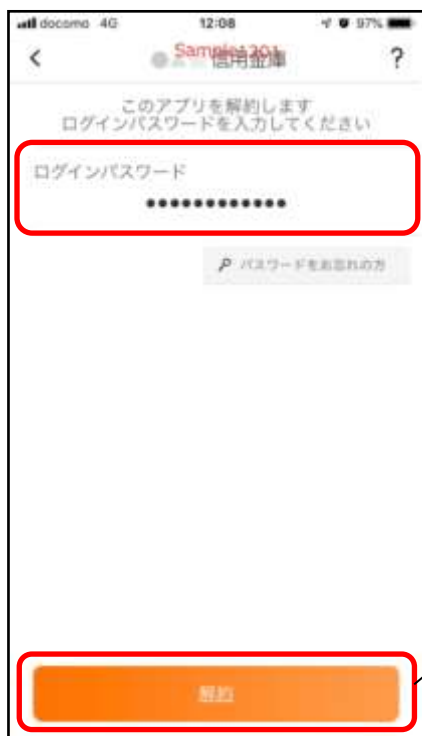 docomo 4G 12:08 97%
Sample1201
信用金庫
?
このアプリを解約します
ログインパスワードを入力してください
ログインパスワード
パスワードをお忘れの方
解約